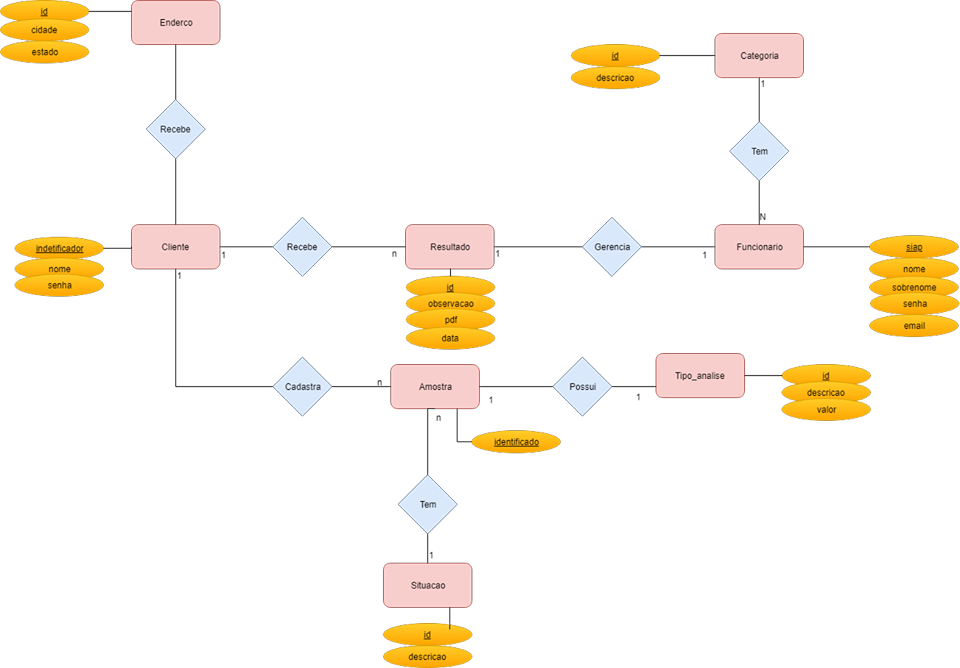 id
Enderco
cidade
estado
id
Categoria
descricao
1
Recebe
Tem
N
indetificador
Cliente
1
Recebe
n
Resultado
1
Gerencia
1
Funcionario
siap
nome
senha
1
id
observacao
pdf
data
nome
sobrenome
senha
email
Cadastra
n
Amostra
1
Possui
1
Tipo_analise
id
descricao
valor
n
identificado
Tem
1
Situacao
id
descricao